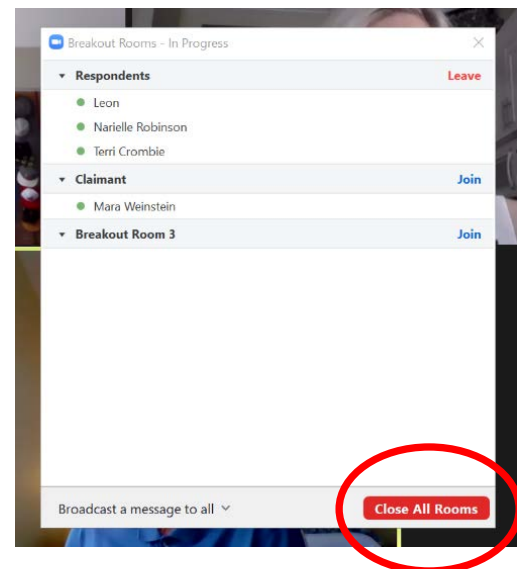 Breakout Rooms - In Progress
Respondents Leave
Leon
Narielle Robinson
Terri Crombie
Claimant Join
Mara Weinstein
Breakout Room 3 Join
Broadcast a message to all Close All Rooms